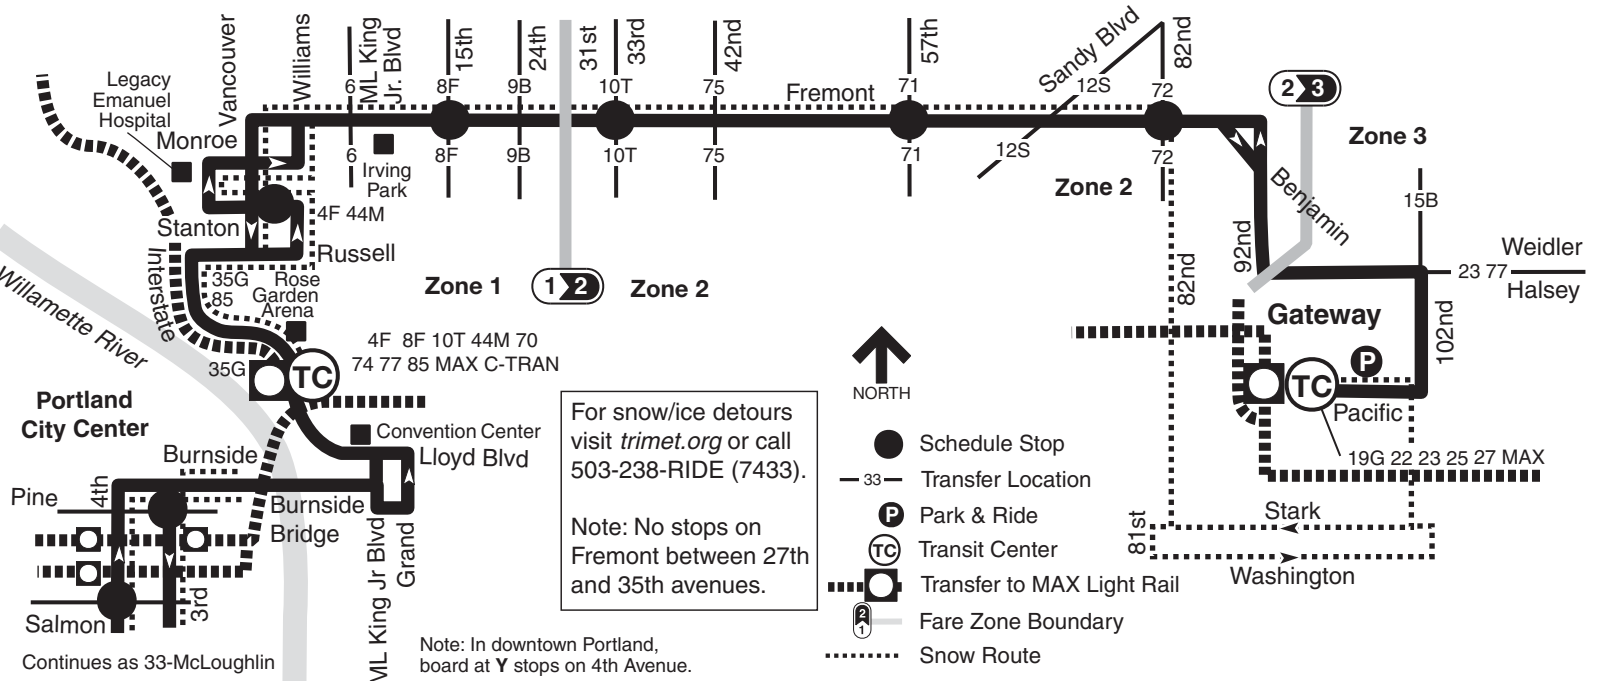 Vancouver
Williams
6
ML King
Jr. Blvd
8F
15th
9B
24th
31st
10T
33rd
75
42nd
Fremont
71
57th
Sandy Blvd
12S
72
82nd
2 3
Zone 3
Legacy
Emanuel
Hospital
Monroe
6
Irving
Park
8F
9B
10T
75
71
12S
72
Zone 2
Benjamin
15B
Stanton
4F 44M
Russell
Interstate
35G
85
Rose
Garden
Arena
Zone 1
1 2
Zone 2
82nd
92nd
Weidler
23 77
Halsey
Willamette River
Gateway
102nd
4F 8F 10T 44M 70
74 77 85 MAX C-TRAN
35G
TC
NORTH
P
TC
Pacific
19G 22 23 25 27 MAX
Portland
City Center
Convention Center
Lloyd Blvd
Burnside
Pine
4th
Burnside
Bridge
ML King Jr Blvd
Grand
3rd
Salmon
Continues as 33-McLoughlin
For snow/ice detours
visit trimet.org or call
503-238-RIDE (7433).
Note: No stops on
Fremont between 27th
and 35th avenues.
Note: In downtown Portland,
board at Y stops on 4th Avenue.
Schedule Stop
33 Transfer Location
P Park & Ride
TC Transit Center
Transfer to MAX Light Rail
2
1 Fare Zone Boundary
Snow Route
81st
Stark
Washington